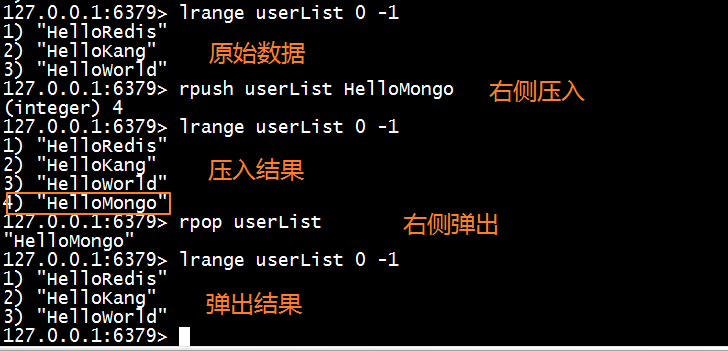 127.0.0.1:6379> lrange userList 0 -1
1) "HelloRedis"
2) "HelloKang"
原始数据
3) "HelloWorld"
127.0.0.1:6379> rpush userList HelloMongo
右侧压入
(integer) 4
127.0.0.1:6379> lrange userList 0 -1
1) "HelloRedis"
2) "HelloKang"
压入结果
3) "HelloWorld"
4) "HelloMongo"
127.0.0.1:6379> rpop userList
右侧弹出
"HelloMongo"
127.0.0.1:6379> lrange userList 0 -1
1) "HelloRedis"
2) "HelloKang"
弹出结果
3) "HelloWorld"
127.0.0.1:6379>